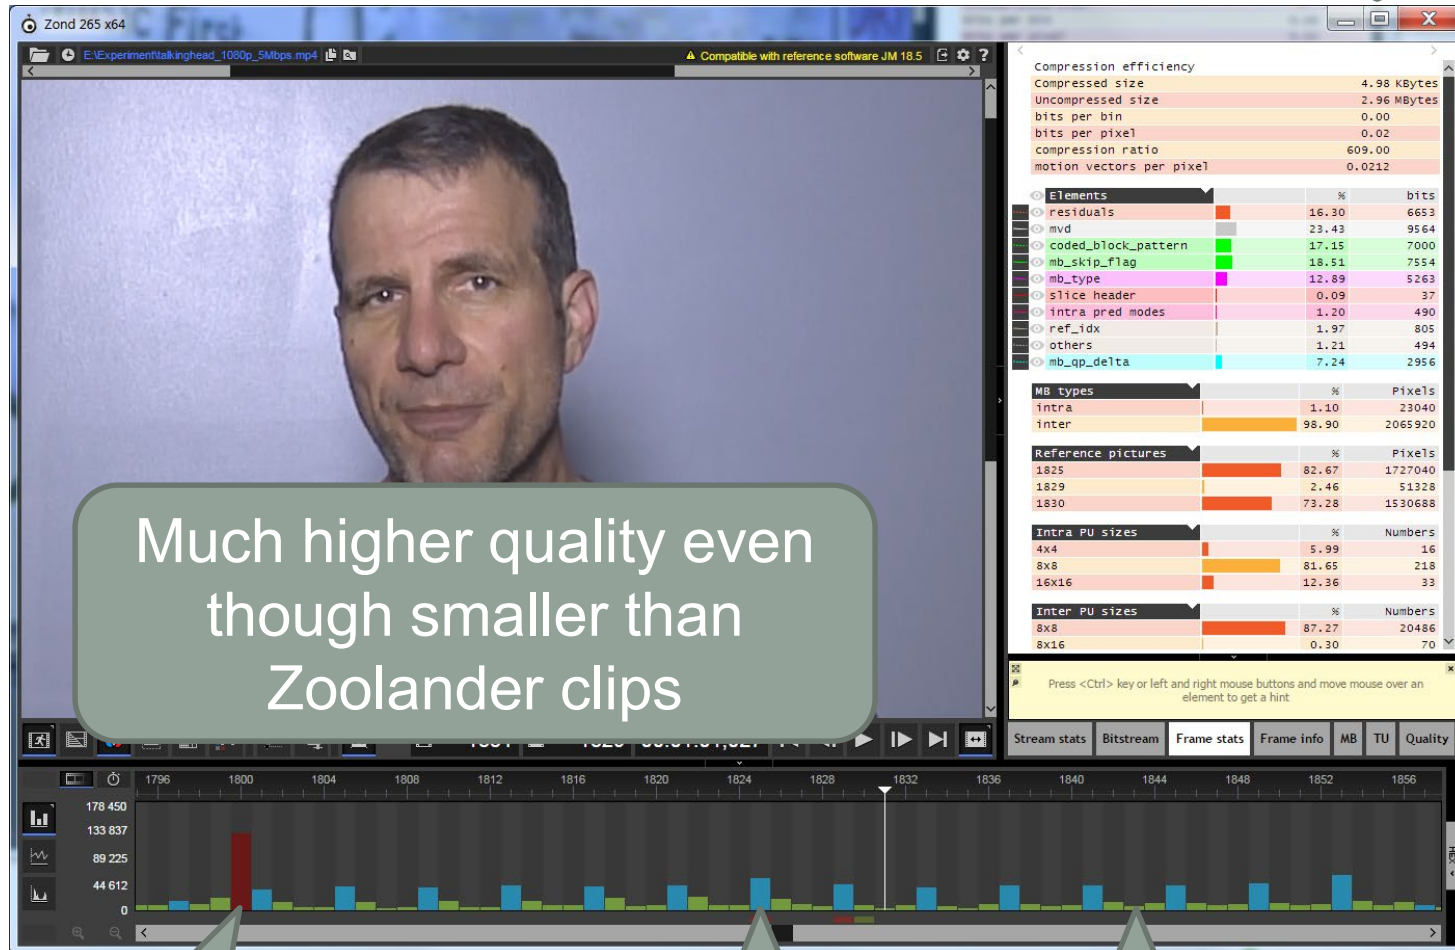 Zond 265 x64
E:\Experiment\talkinghead_1080p_5Mbps.mp4
Compatible with reference software JM 18.5
Compression efficiency
Compressed size 4.98 KBytes
Uncompressed size 2.96 MBytes
bits per bin 0.00
bits per pixel 0.02
compression ratio 609.00
motion vectors per pixel 0.0212
Elements % bits
residuals 16.30 6653
mvd 23.43 9564
coded_block_pattern 17.15 7000
mb_skip_flag 18.51 7554
mb_type 12.89 5263
slice header 0.09 37
intra pred modes 1.20 490
ref_idx 1.97 805
others 1.21 494
mb_qp_delta 7.24 2956
MB types % Pixels
intra 1.10 23040
inter 98.90 2065920
Reference pictures % Pixels
1825 82.67 1727040
1829 2.46 51328
1830 73.28 1530688
Intra PU sizes % Numbers
4x4 5.99 16
8x8 81.65 218
16x16 12.36 33
Inter PU sizes % Numbers
8x8 87.27 20486
8x16 0.30 70
Much higher quality even
though smaller than
Zoolander clips
Press <Ctrl> key or left and right mouse buttons and move mouse over an
element to get a hint
Stream stats Bitstream Frame stats Frame info MB TU Quality
1796 1800 1804 1808 1812 1816 1820 1824 1828 1832 1836 1840 1844 1848 1852 1856
178 450
133 837
89 225
44 612
0
HEX